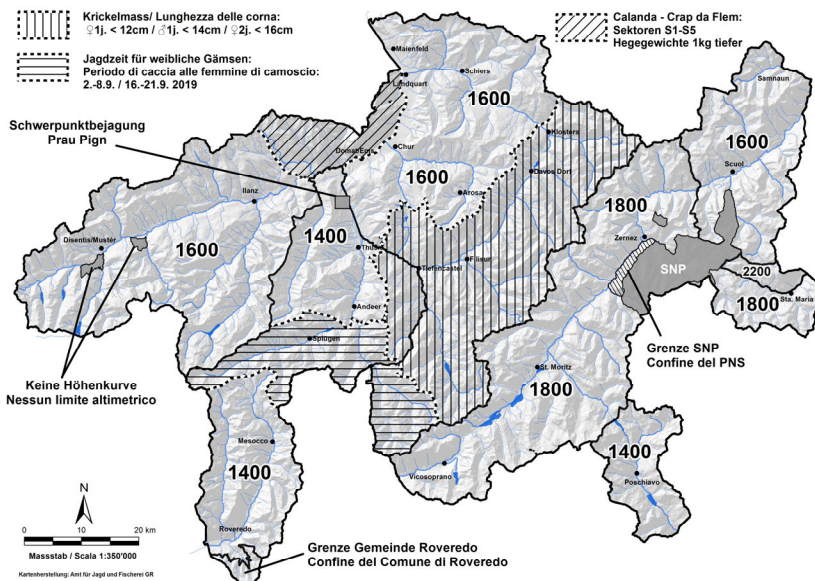 Krickelmass/ Lunghezza delle corna:
♀1j. < 12cm / ♂1j. < 14cm / ♀2j. < 16cm
Jagdzeit für weibliche Gämsen:
Periodo di caccia alle femmine di camoscio:
2.-8.9. / 16.-21.9. 2019
Calanda - Crap da Flem:
Sektoren S1-S5
Hegegewichte 1kg tiefer
Schwerpunktbejagung
Prau Pign
Maienfeld
Landquart
Schiers
1600
Samnaun
Klosters
Domat/Ems
Chur
1600
Scuol
Davos Dorf
1600
Arosa
Ilanz
1800
Zernez
Disentis/Mustér
1600
1400
Thusis
Tiefencastel
Filisur
SNP
2200
1800
Sta. Maria
Andeer
Splügen
Grenze SNP
Confine del PNS
Keine Höhenkurve
Nessun limite altimetrico
St. Moritz
1800
Mesocco
1400
1400
Vicosoprano
Poschiavo
N
0 10 20 km
Massstab / Scala 1:350'000
Roveredo
Grenze Gemeinde Roveredo
Confine del Comune di Roveredo
Kartenherstellung: Amt für Jagd und Fischerei GR